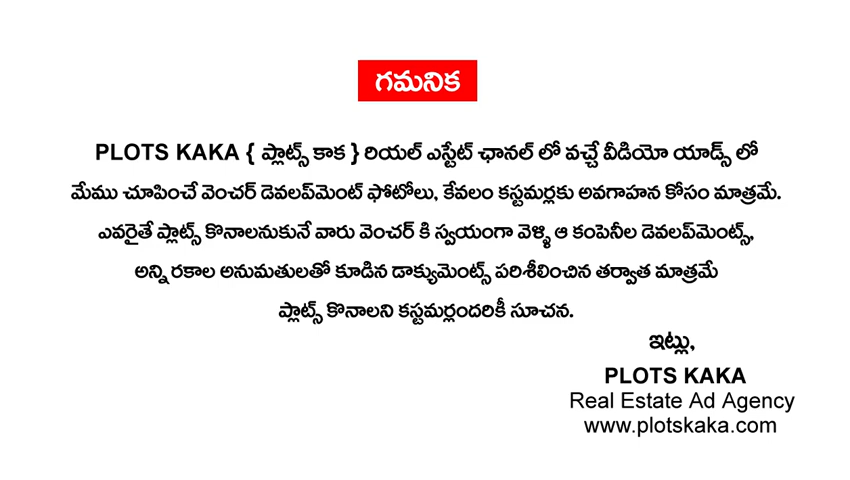 గమనిక
PLOTS KAKA { ప్లాట్స్ కాక } రియల్ ఎస్టేట్ ఛానల్ లో వచ్చే వీడియో యాడ్స్ లో
మేము చూపించే వెంచర్ డెవలప్‌మెంట్ ఫోటోలు, కేవలం కస్టమర్లకు అవగాహన కోసం మాత్రమే.
ఎవరైతే ప్లాట్స్ కొనాలనుకునే వారు వెంచర్ కి స్వయంగా వెళ్ళి ఆ కంపెనీల డెవలప్‌మెంట్స్,
అన్ని రకాల అనుమతులతో కూడిన డాక్యుమెంట్స్ పరిశీలించిన తర్వాత మాత్రమే
ప్లాట్స్ కొనాలని కస్టమర్లందరికీ సూచన.
ఇట్లు,
PLOTS KAKA
Real Estate Ad Agency
www.plotskaka.com